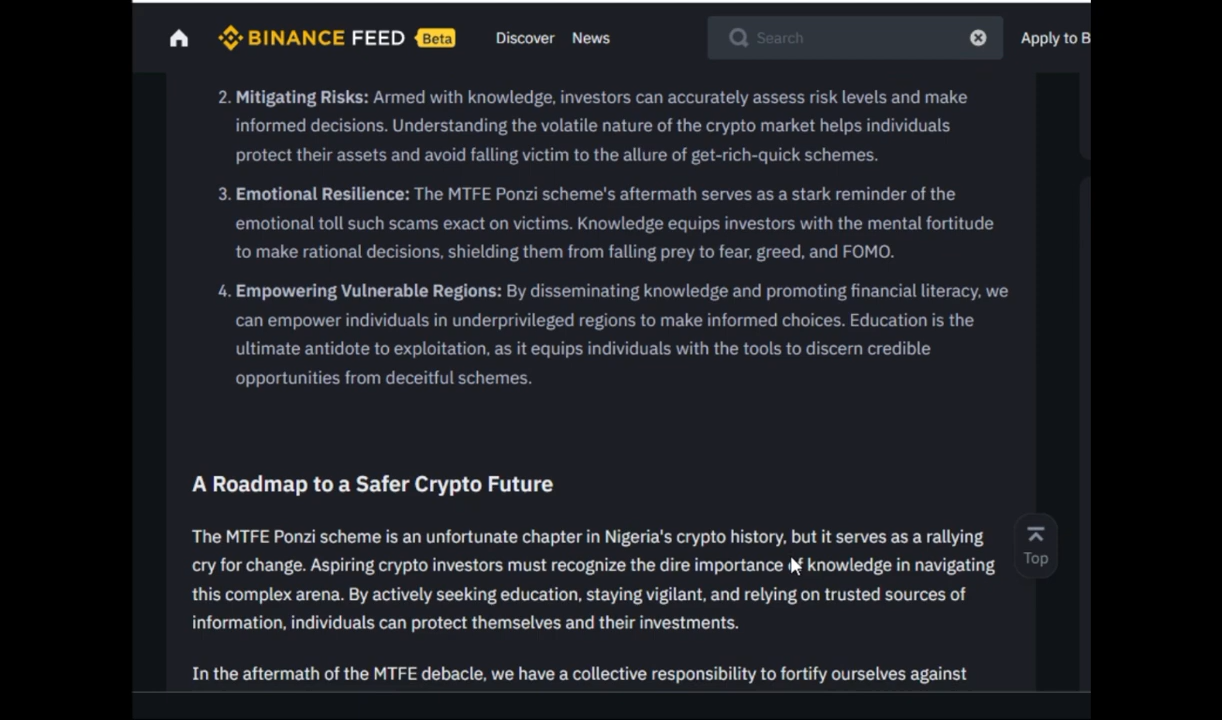 BINANCE FEED Beta Discover News Search Apply to B
2. Mitigating Risks: Armed with knowledge, investors can accurately assess risk levels and make
informed decisions. Understanding the volatile nature of the crypto market helps individuals
protect their assets and avoid falling victim to the allure of get-rich-quick schemes.
3. Emotional Resilience: The MTFE Ponzi scheme's aftermath serves as a stark reminder of the
emotional toll such scams exact on victims. Knowledge equips investors with the mental fortitude
to make rational decisions, shielding them from falling prey to fear, greed, and FOMO.
4. Empowering Vulnerable Regions: By disseminating knowledge and promoting financial literacy, we
can empower individuals in underprivileged regions to make informed choices. Education is the
ultimate antidote to exploitation, as it equips individuals with the tools to discern credible
opportunities from deceitful schemes.
A Roadmap to a Safer Crypto Future
The MTFE Ponzi scheme is an unfortunate chapter in Nigeria's crypto history, but it serves as a rallying
cry for change. Aspiring crypto investors must recognize the dire importance of knowledge in navigating
this complex arena. By actively seeking education, staying vigilant, and relying on trusted sources of
information, individuals can protect themselves and their investments.
Top
In the aftermath of the MTFE debacle, we have a collective responsibility to fortify ourselves against